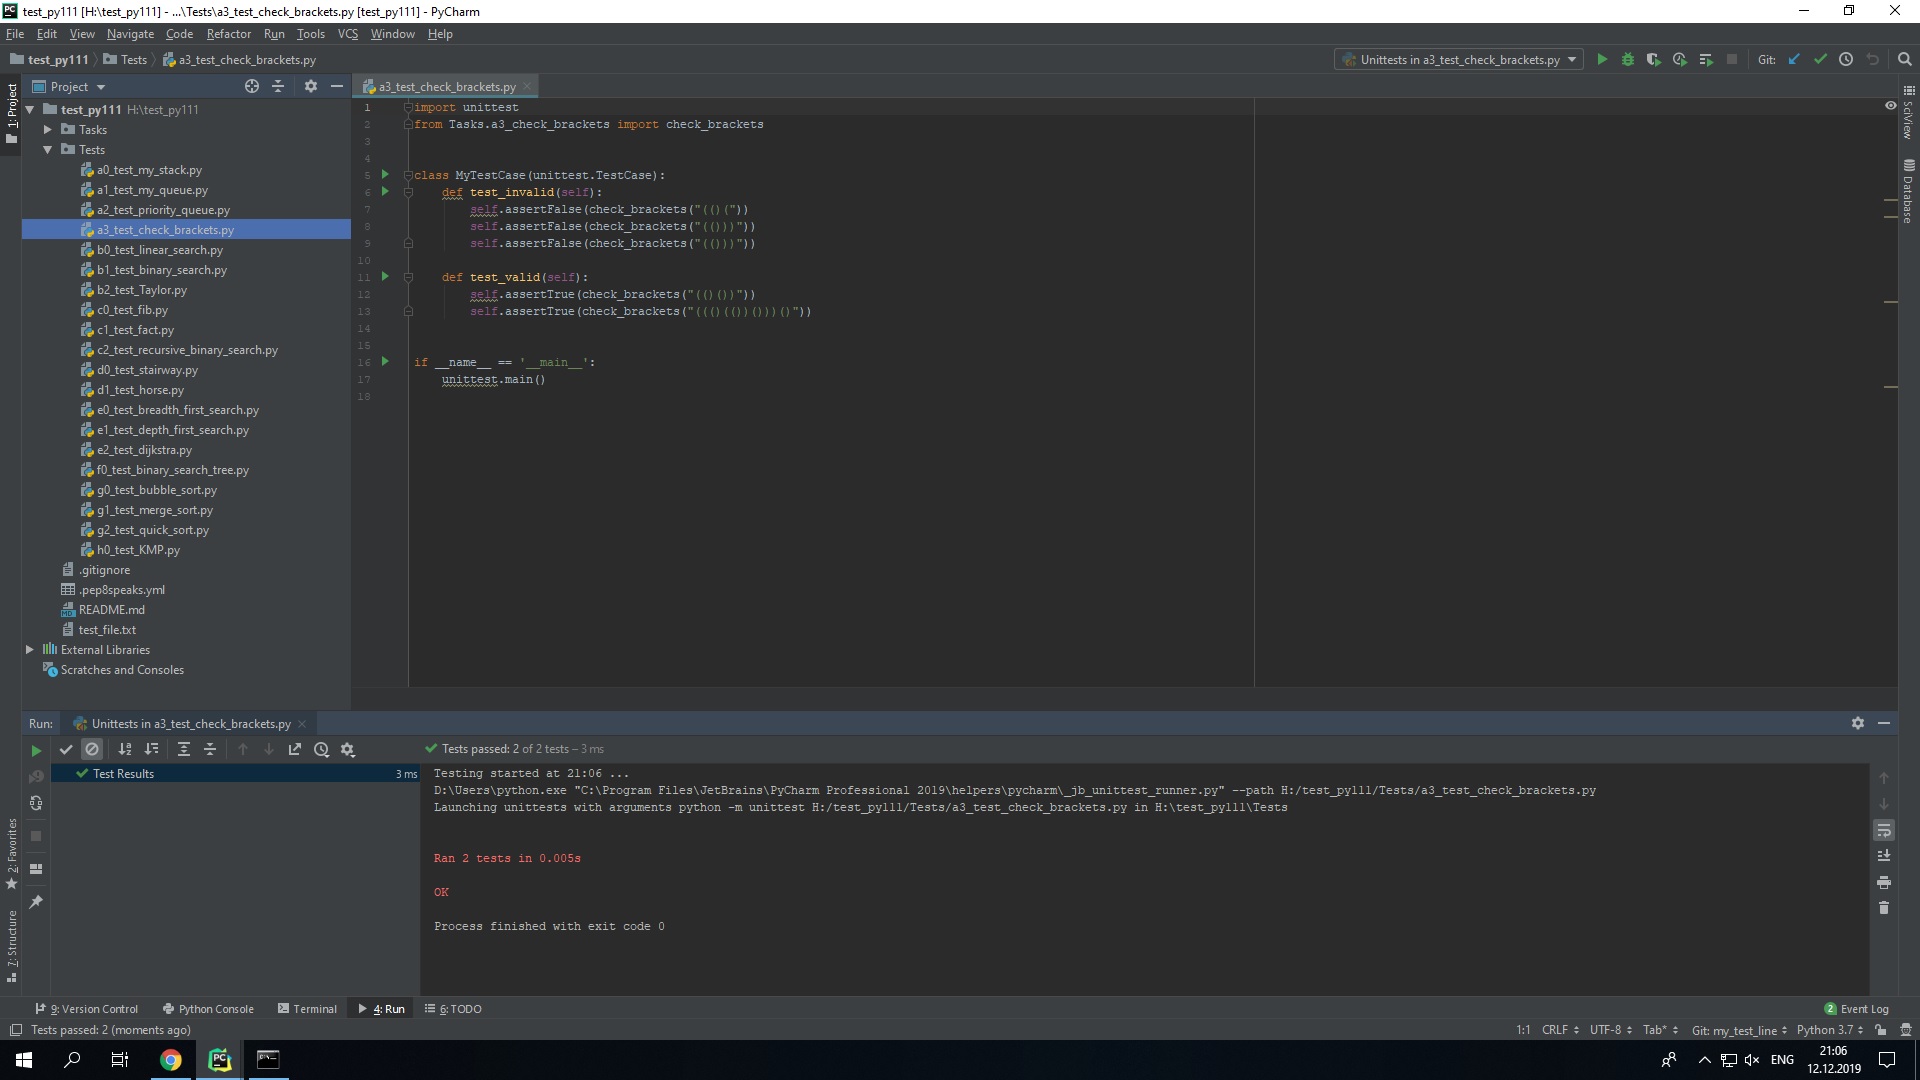 test_py111 [H:\test_py111] - ...\Tests\a3_test_check_brackets.py [test_py111] - PyCharm
File Edit View Navigate Code Refactor Run Tools VCS Window Help
test_py111 Tests a3_test_check_brackets.py
Unittests in a3_test_check_brackets.py
Git:
Project
a3_test_check_brackets.py
1: Project
test_py111 H:\test_py111
Tasks
Tests
a0_test_my_stack.py
a1_test_my_queue.py
a2_test_priority_queue.py
a3_test_check_brackets.py
b0_test_linear_search.py
b1_test_binary_search.py
b2_test_Taylor.py
c0_test_fib.py
c1_test_fact.py
c2_test_recursive_binary_search.py
d0_test_stairway.py
d1_test_horse.py
e0_test_breadth_first_search.py
e1_test_depth_first_search.py
e2_test_dijkstra.py
f0_test_binary_search_tree.py
g0_test_bubble_sort.py
g1_test_merge_sort.py
g2_test_quick_sort.py
h0_test_KMP.py
.gitignore
.pep8speaks.yml
README.md
test_file.txt
External Libraries
Scratches and Consoles
1 import unittest
2 from Tasks.a3_check_brackets import check_brackets
3
4
5 class MyTestCase(unittest.TestCase):
6 def test_invalid(self):
7 self.assertFalse(check_brackets("(()("))
8 self.assertFalse(check_brackets("(()))"))
9 self.assertFalse(check_brackets("(()))"))
10
11 def test_valid(self):
12 self.assertTrue(check_brackets("(()())"))
13 self.assertTrue(check_brackets("((()(())()))()"))
14
15
16 if __name__ == '__main__':
17 unittest.main()
18
SciView
Database
Run: Unittests in a3_test_check_brackets.py
Tests passed: 2 of 2 tests – 3 ms
Test Results 3 ms
Testing started at 21:06 ...
D:\Users\python.exe "C:\Program Files\JetBrains\PyCharm Professional 2019\helpers\pycharm\_jb_unittest_runner.py" --path H:/test_py111/Tests/a3_test_check_brackets.py
Launching unittests with arguments python -m unittest H:/test_py111/Tests/a3_test_check_brackets.py in H:\test_py111\Tests
Ran 2 tests in 0.005s
OK
Process finished with exit code 0
2: Favorites
7: Structure
9: Version Control Python Console Terminal 4: Run 6: TODO
2 Event Log
Tests passed: 2 (moments ago)
1:1 CRLF UTF-8 Tab* Git: my_test_line Python 3.7
ENG
21:06
12.12.2019